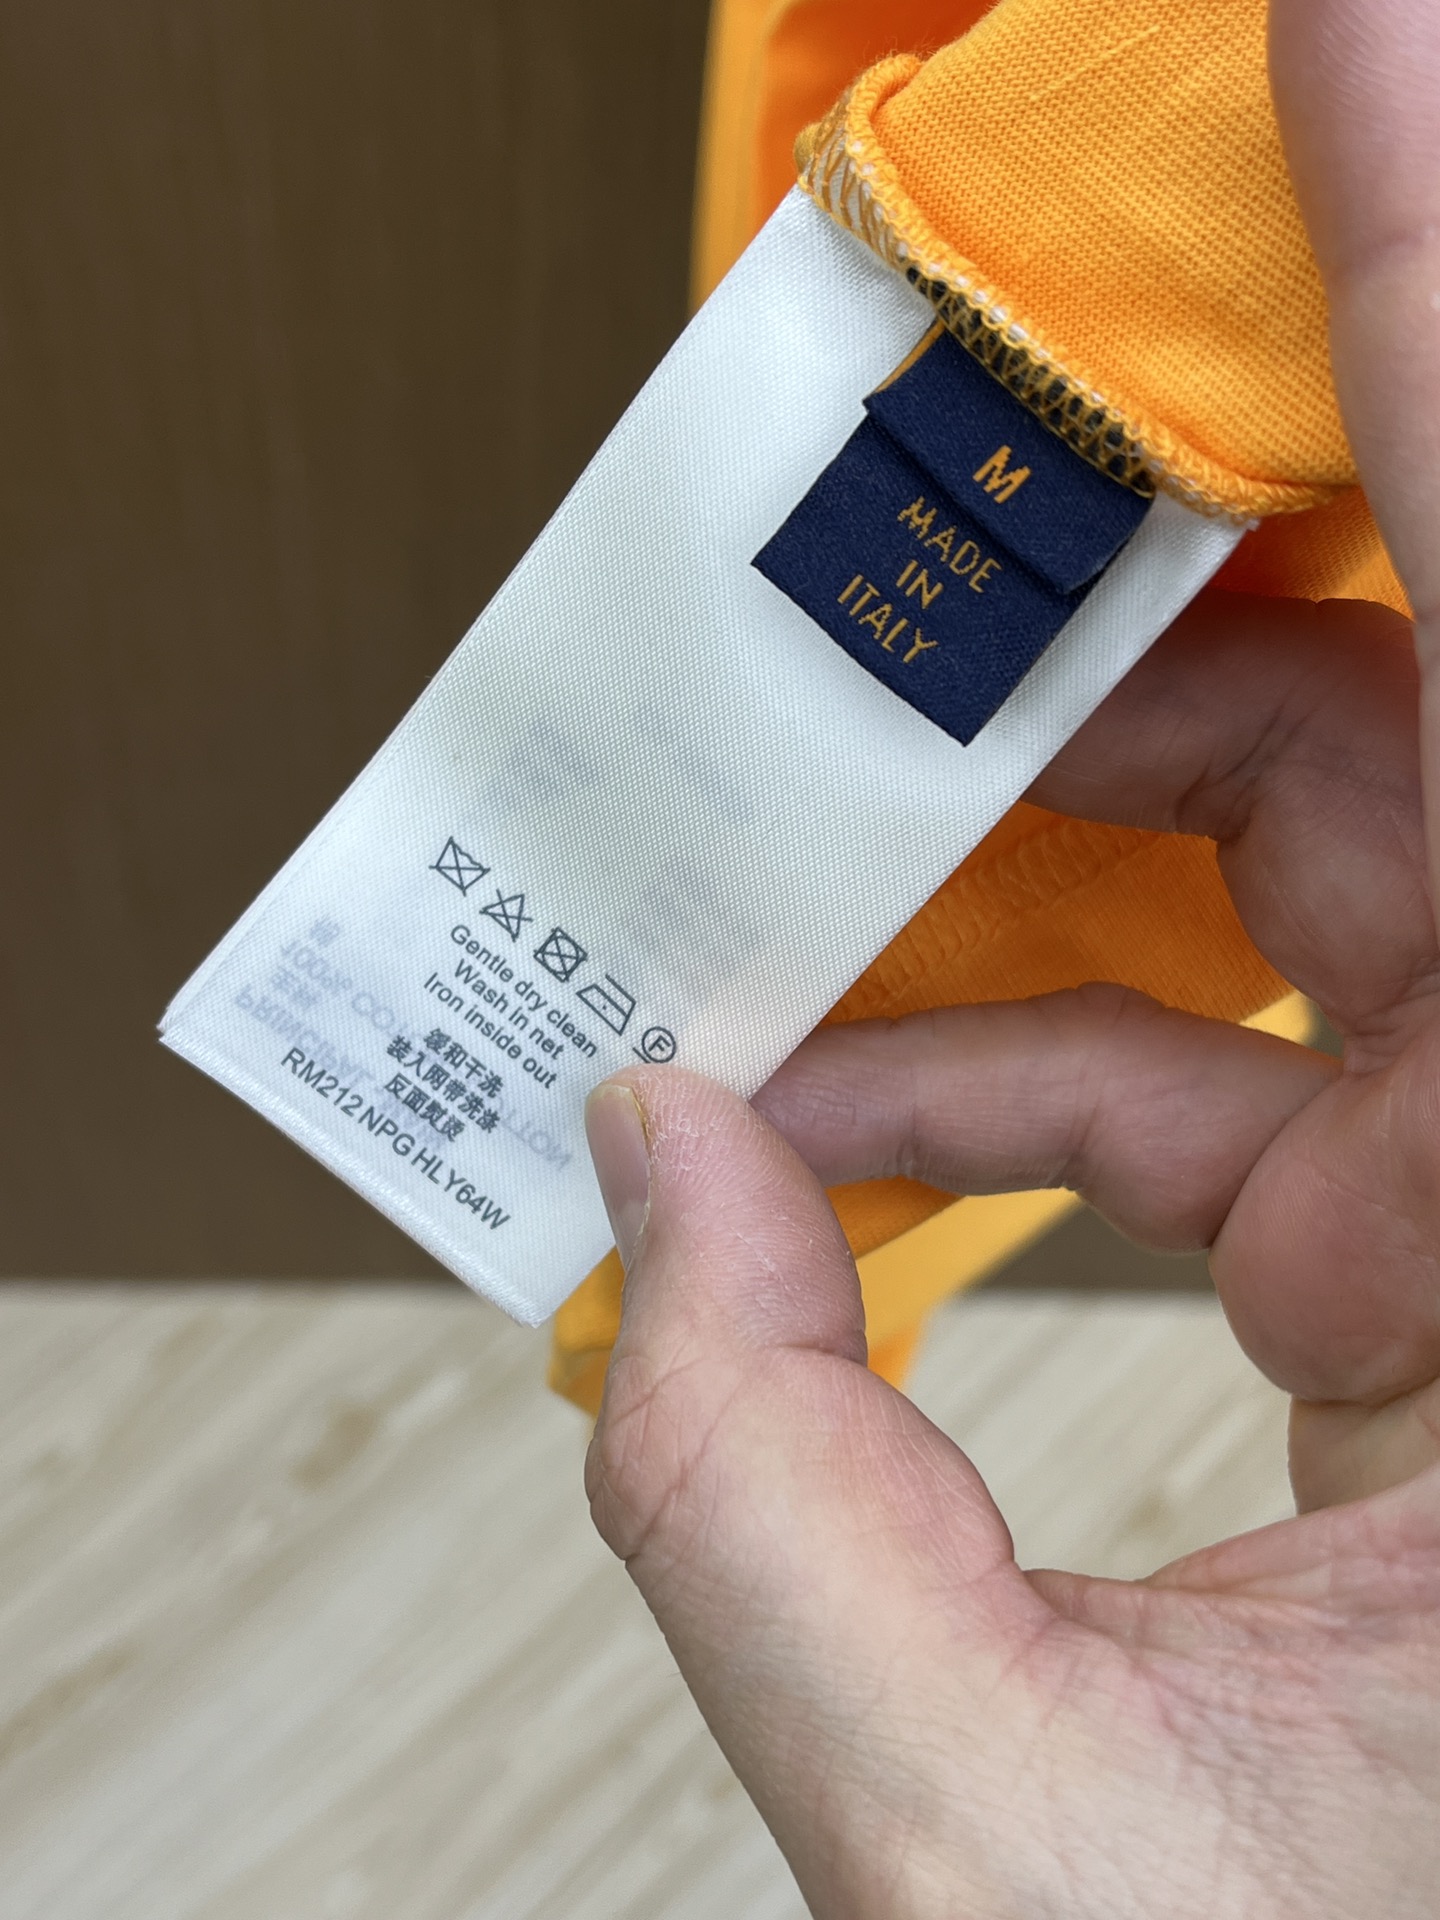 M
MADE
IN
ITALY
F
Gentle dry clean
Wash in net
Iron inside out
缓和干洗
装入网带洗涤
反面熨烫
RM212 NPG HLY64W